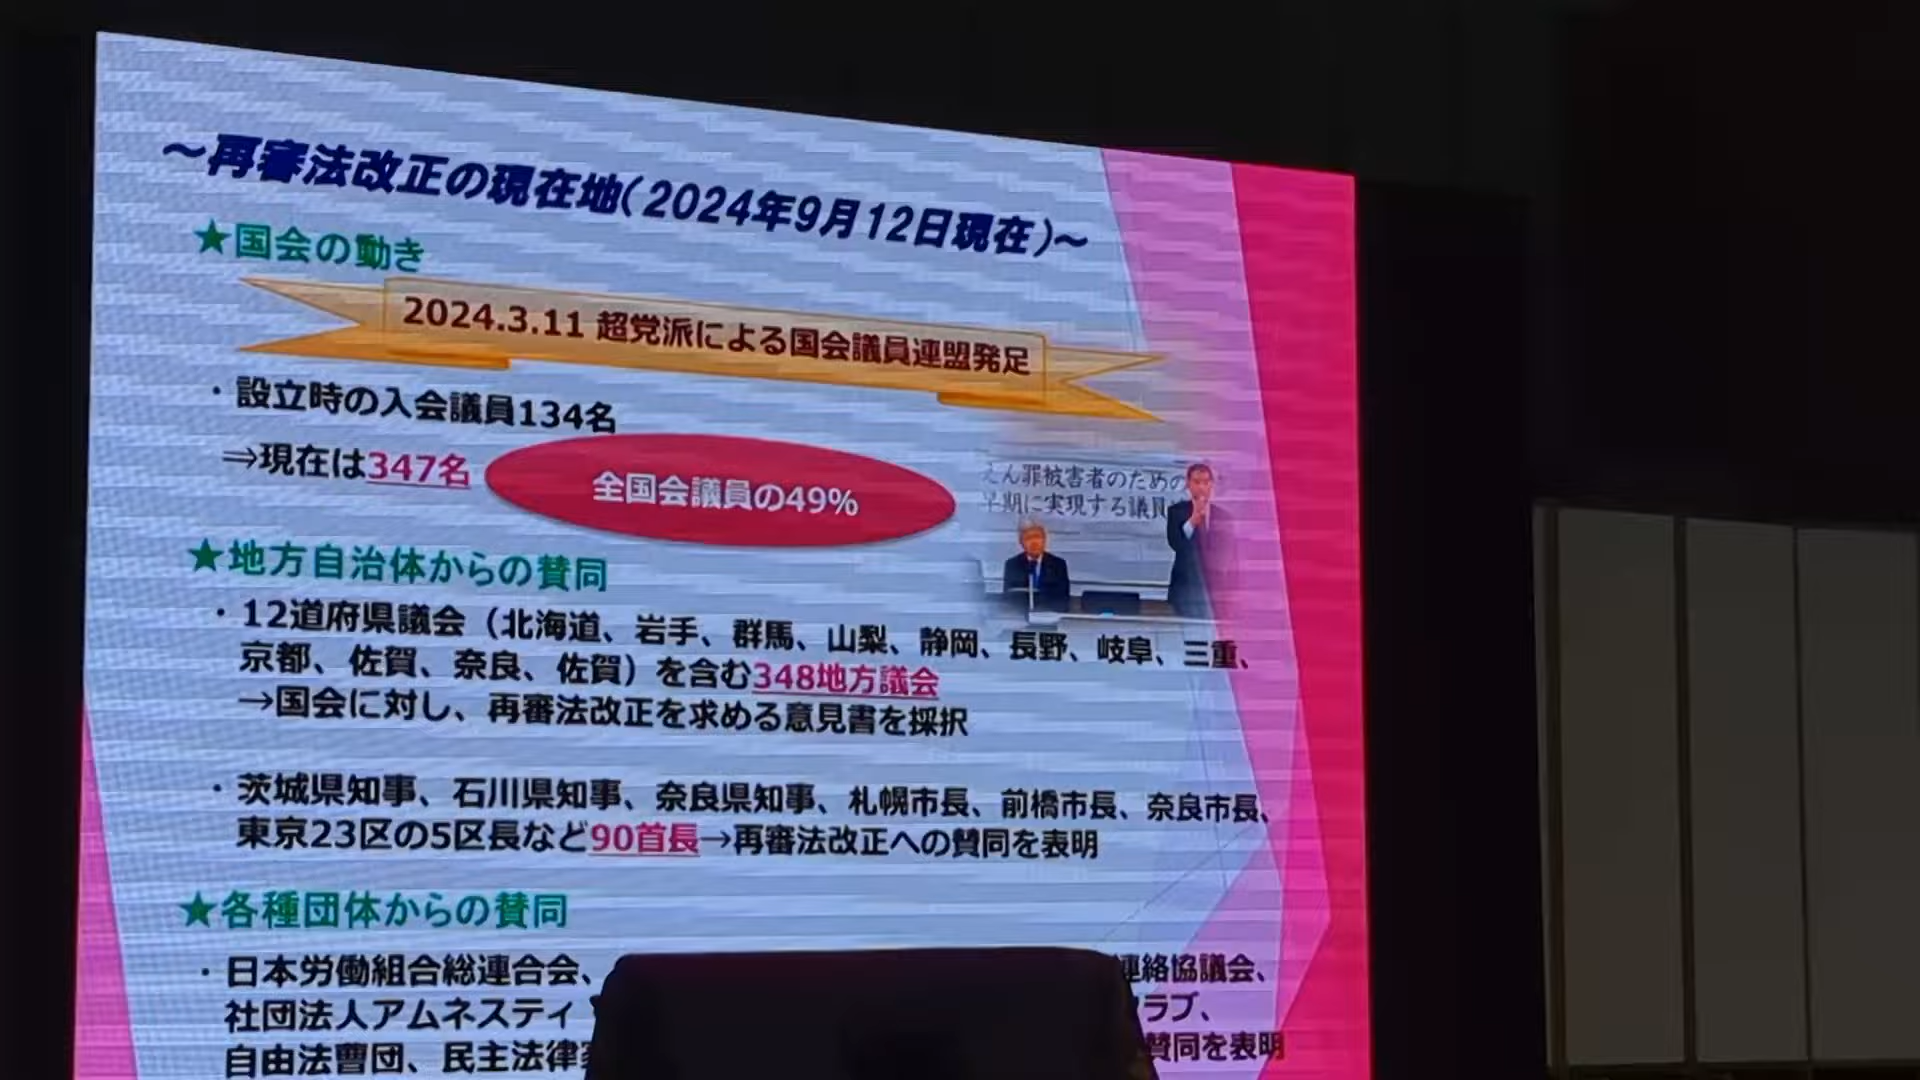 ～再審法改正の現在地(2024年9月12日現在)～
★国会の動き
2024.3.11 超党派による国会議員連盟発足
・設立時の入会議員134名
⇒現在は347名
全国会議員の49%
えん罪被害者のための
早期に実現する議員
★地方自治体からの賛同
・12道府県議会（北海道、岩手、群馬、山梨、静岡、長野、岐阜、三重、
京都、佐賀、奈良、佐賀）を含む348地方議会
→国会に対し、再審法改正を求める意見書を採択
・茨城県知事、石川県知事、奈良県知事、札幌市長、前橋市長、奈良市長、
東京23区の5区長など90首長→再審法改正への賛同を表明
★各種団体からの賛同
・日本労働組合総連合会、 連絡協議会、
社団法人アムネスティ ラブ、
自由法曹団、民主法律 賛同を表明